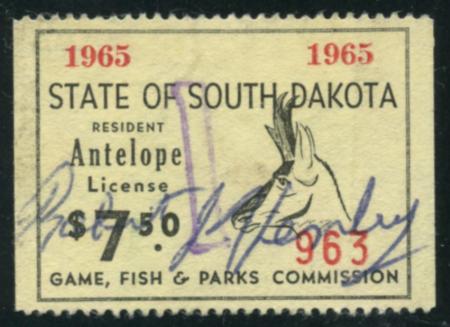 1965 1965
STATE OF SOUTH DAKOTA
RESIDENT
Antelope
License
$7.50
963
GAME, FISH & PARKS COMMISSION